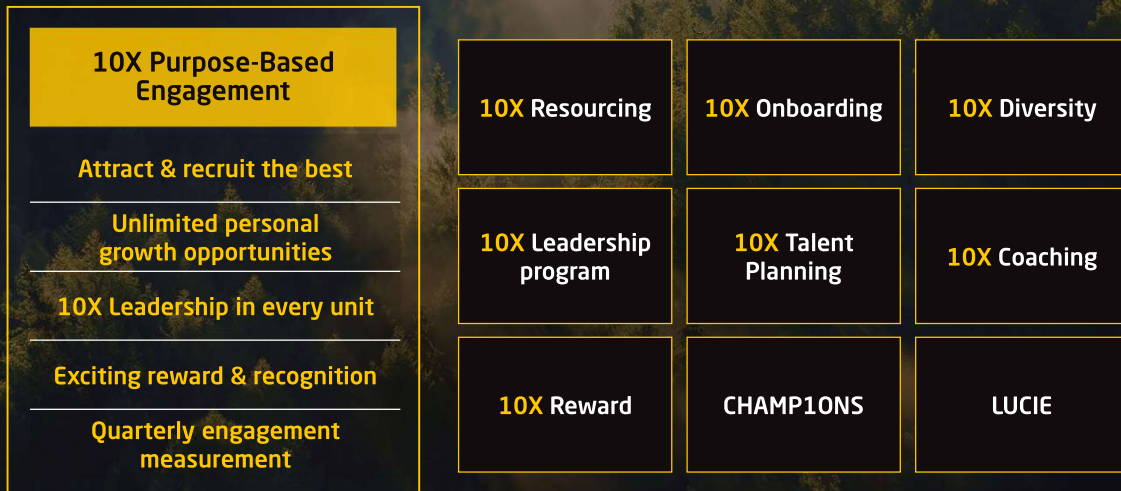 10X Purpose-Based
Engagement
Attract & recruit the best
Unlimited personal
growth opportunities
10X Leadership in every unit
Exciting reward & recognition
Quarterly engagement
measurement
10X Resourcing
10X Onboarding
10X Diversity
10X Leadership
program
10X Talent
Planning
10X Coaching
10X Reward
CHAMP1ONS
LUCIE